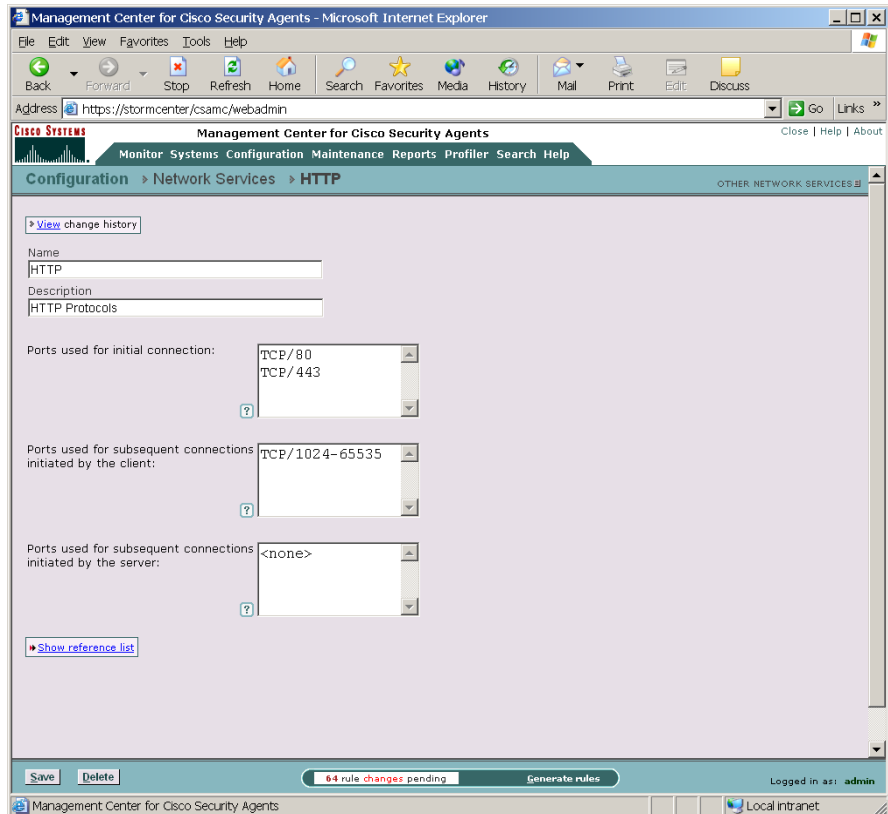 Management Center for Cisco Security Agents - Microsoft Internet Explorer
File Edit View Favorites Tools Help
Back Forward Stop Refresh Home Search Favorites Media History Mail Print Edit Discuss
Address https://stormcenter/csamc/webadmin Go Links »
CISCO SYSTEMS Management Center for Cisco Security Agents Close | Help | About
Monitor Systems Configuration Maintenance Reports Profiler Search Help
Configuration > Network Services > HTTP OTHER NETWORK SERVICES
View change history
Name
HTTP
Description
HTTP Protocols
Ports used for initial connection:
TCP/80
TCP/443
?
Ports used for subsequent connections initiated by the client:
TCP/1024-65535
?
Ports used for subsequent connections initiated by the server:
<none>
?
Show reference list
Save Delete 64 rule changes pending Generate rules Logged in as: admin
Management Center for Cisco Security Agents Local intranet